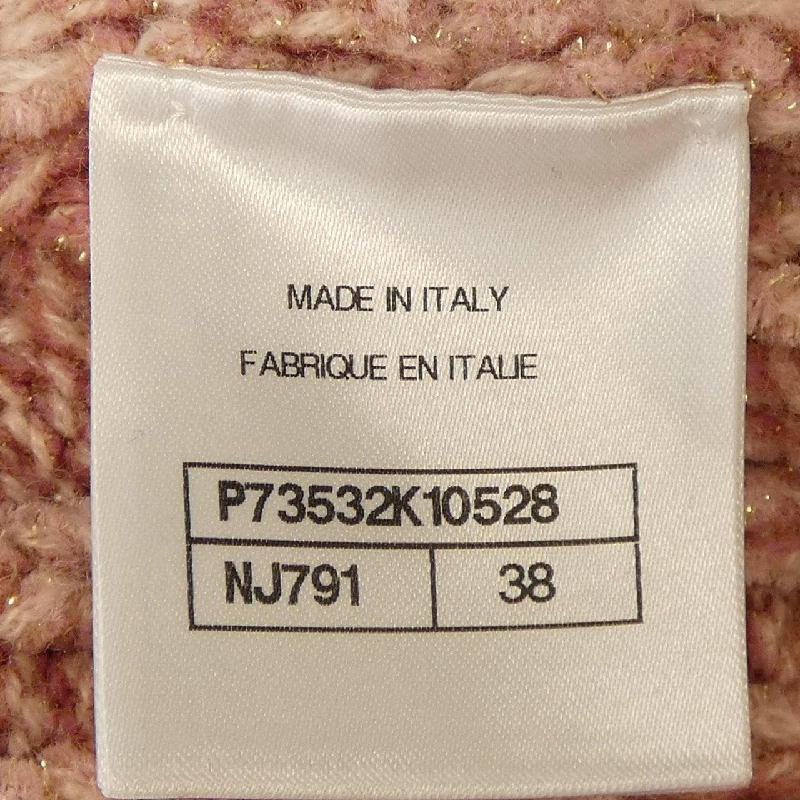 MADE IN ITALY
FABRIQUE EN ITALIE
P73532K10528
NJ791 38